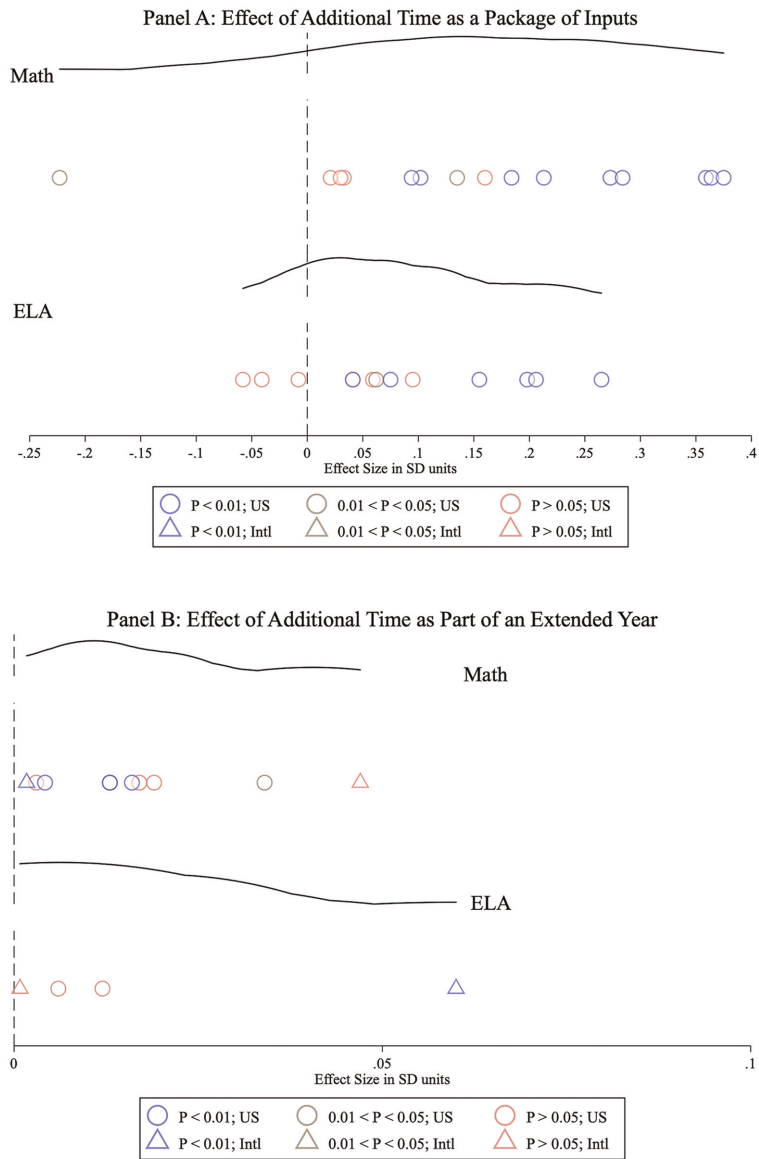 Panel A: Effect of Additional Time as a Package of Inputs
Math
ELA
-.25 -.2 -.15 -.1 -.05 0 .05 .1 .15 .2 .25 .3 .35 .4
Effect Size in SD units
P < 0.01; US 0.01 < P < 0.05; US P > 0.05; US
P < 0.01; Intl 0.01 < P < 0.05; Intl P > 0.05; Intl
Panel B: Effect of Additional Time as Part of an Extended Year
Math
ELA
0 .05 .1
Effect Size in SD units
P < 0.01; US 0.01 < P < 0.05; US P > 0.05; US
P < 0.01; Intl 0.01 < P < 0.05; Intl P > 0.05; Intl